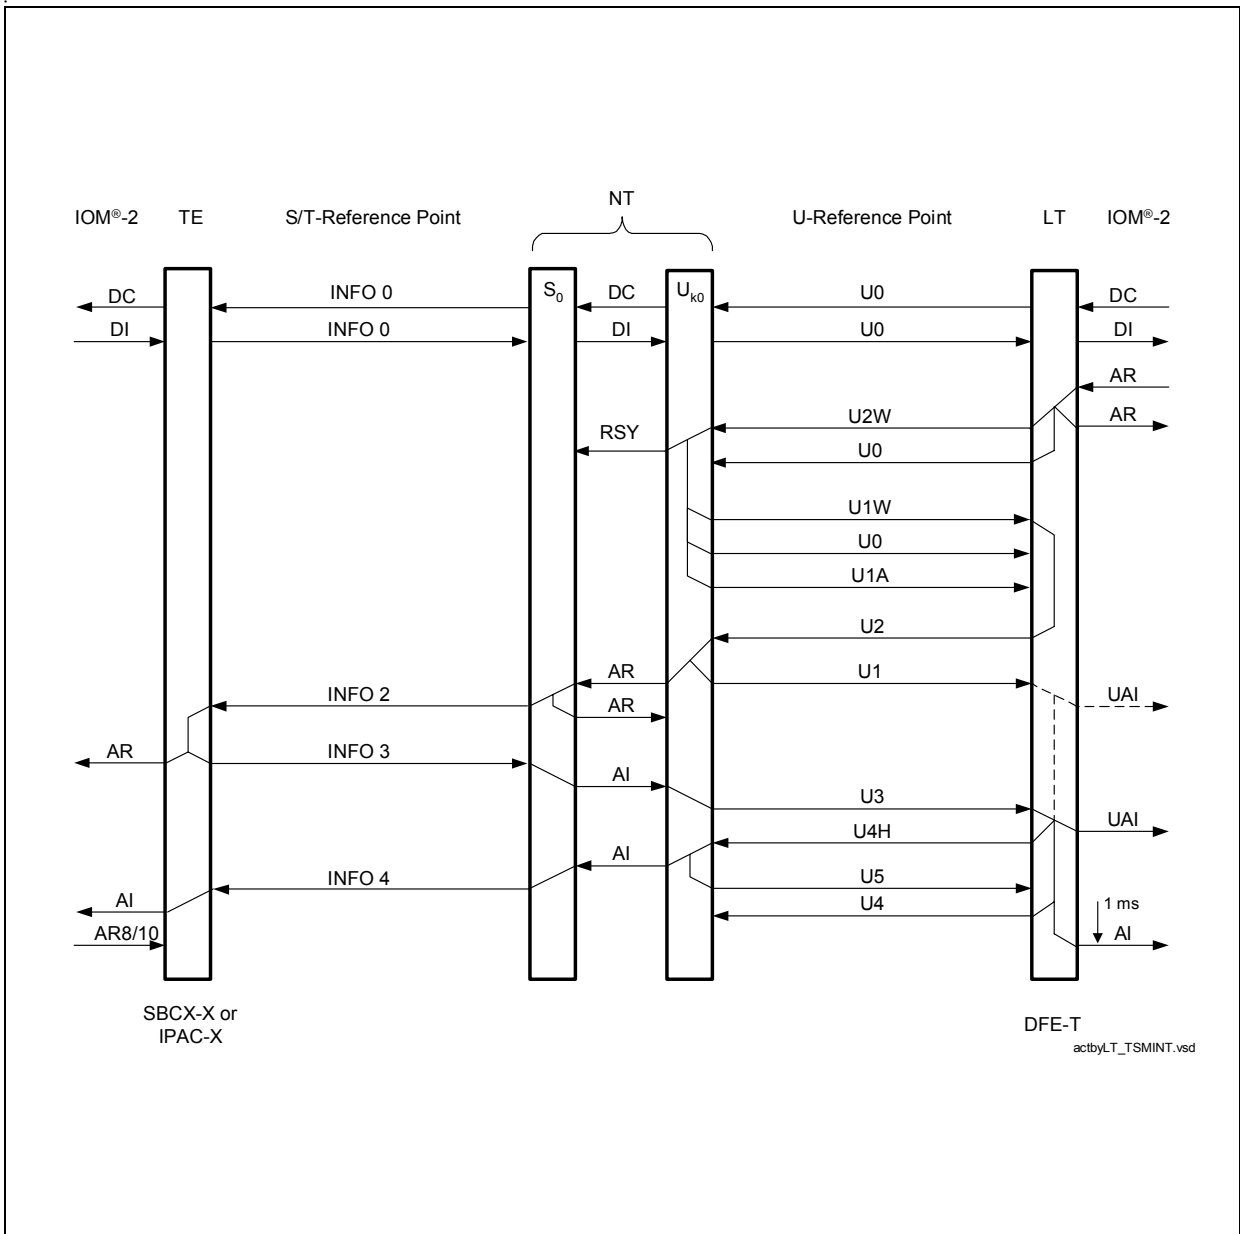 NT
IOM®-2 TE S/T-Reference Point U-Reference Point LT IOM®-2
S0 Uk0
DC INFO 0 DC U0 DC
DI INFO 0 DI U0 DI
AR
U2W AR
RSY
U0
U1W
U0
U1A
U2
AR U1
INFO 2 UAI
AR
AR INFO 3
AI
U3
UAI
U4H
AI
INFO 4 U5
AI
U4 1 ms
AR8/10 AI
SBCX-X or
IPAC-X
DFE-T
actbyLT_TSMINT.vsd